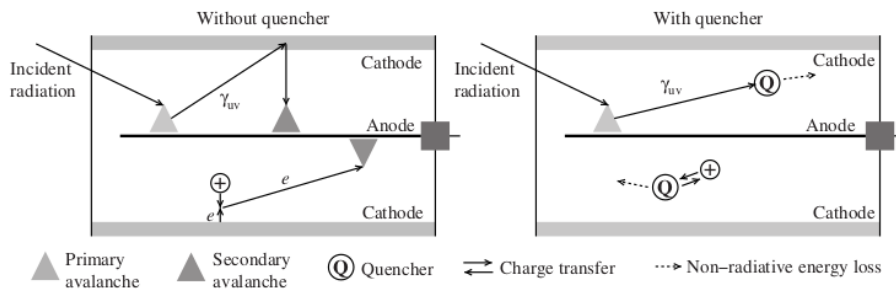 Without quencher
With quencher
Incident
radiation
γuv
Cathode
Anode
+
e
e
Cathode
Incident
radiation
γuv
Q
Cathode
Anode
Q
+
Cathode
Primary
avalanche
Secondary
avalanche
Q Quencher
Charge transfer
Non–radiative energy loss